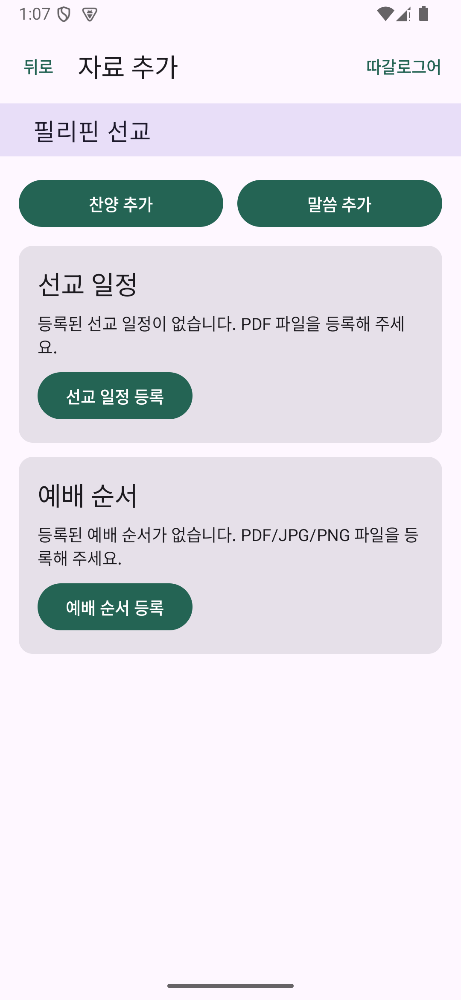 1:07
뒤로 자료 추가 따갈로그어
필리핀 선교
찬양 추가 말씀 추가
선교 일정
등록된 선교 일정이 없습니다. PDF 파일을 등록해 주세
요.
선교 일정 등록
예배 순서
등록된 예배 순서가 없습니다. PDF/JPG/PNG 파일을 등
록해 주세요.
예배 순서 등록